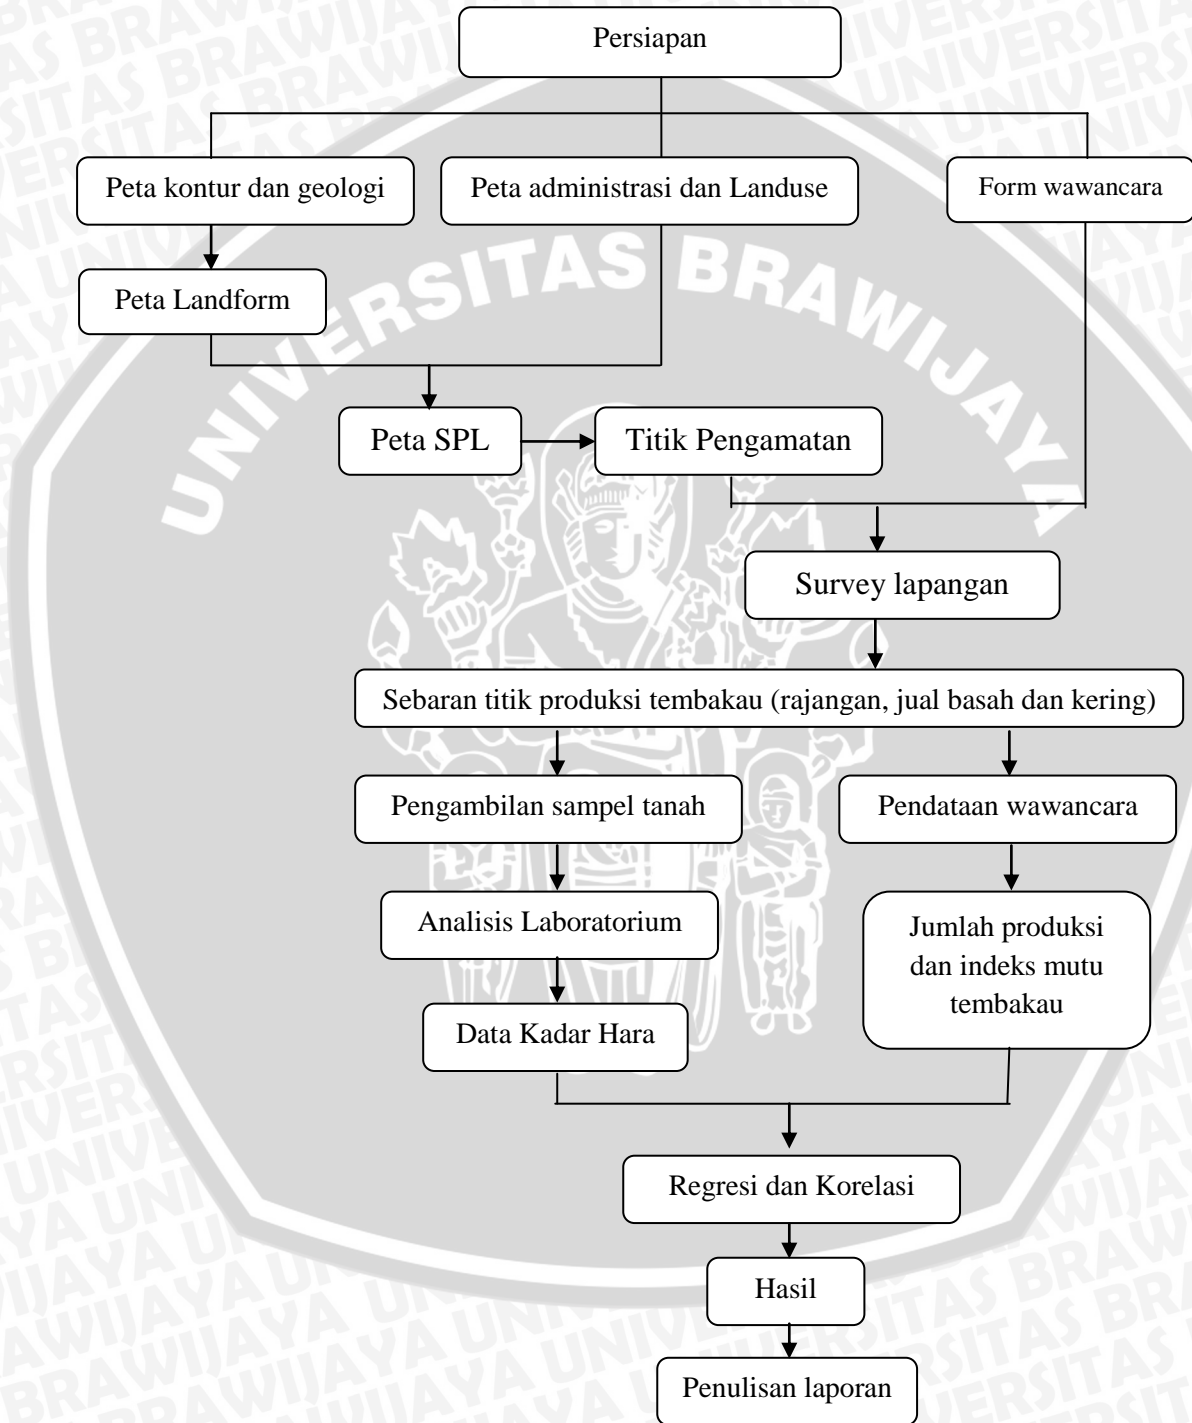 Persiapan
Peta kontur dan geologi
Peta administrasi dan Landuse
Form wawancara
Peta Landform
UNIVERSITAS BRAWIJAYA
Peta SPL
Titik Pengamatan
Survey lapangan
Sebaran titik produksi tembakau (rajangan, jual basah dan kering)
Pengambilan sampel tanah
Pendataan wawancara
Analisis Laboratorium
Jumlah produksi
dan indeks mutu
tembakau
Data Kadar Hara
Regresi dan Korelasi
Hasil
Penulisan laporan